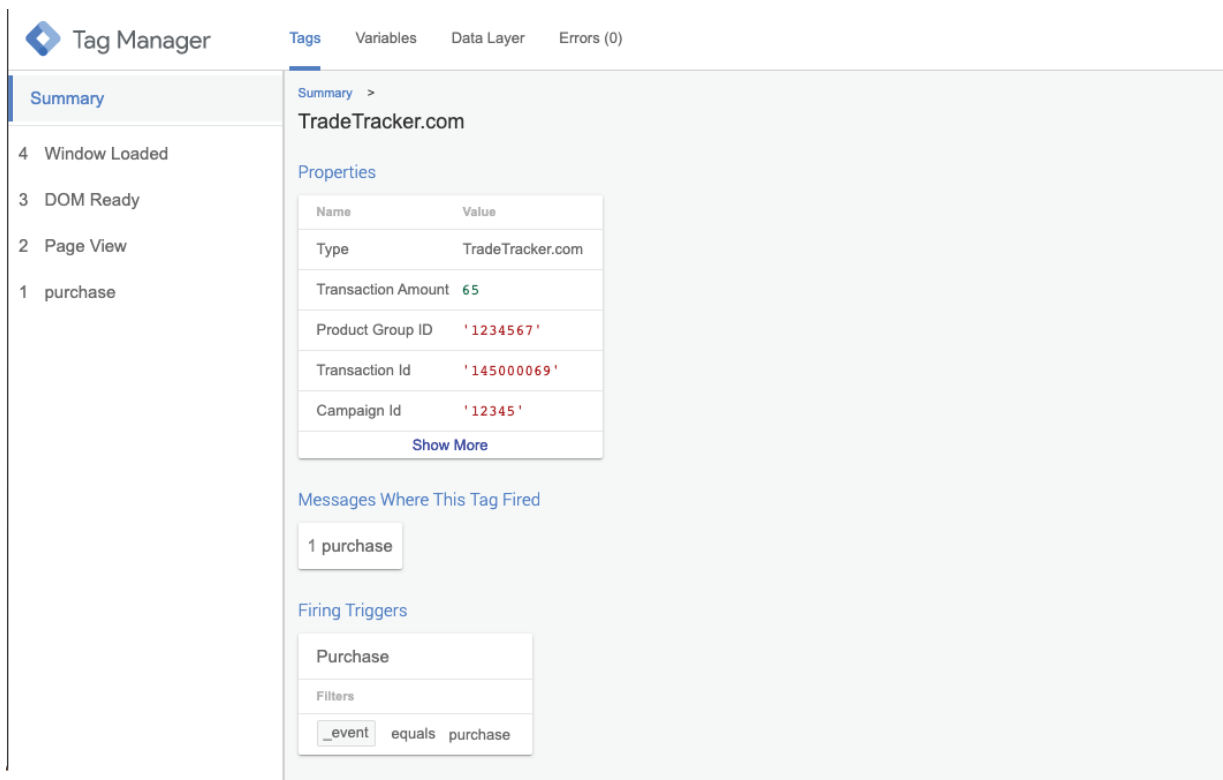 Tag Manager
Tags Variables Data Layer Errors (0)
Summary
4 Window Loaded
3 DOM Ready
2 Page View
1 purchase
Summary >
TradeTracker.com
Properties
Name Value
Type TradeTracker.com
Transaction Amount 65
Product Group ID '1234567'
Transaction Id '145000069'
Campaign Id '12345'
Show More
Messages Where This Tag Fired
1 purchase
Firing Triggers
Purchase
Filters
_event equals purchase